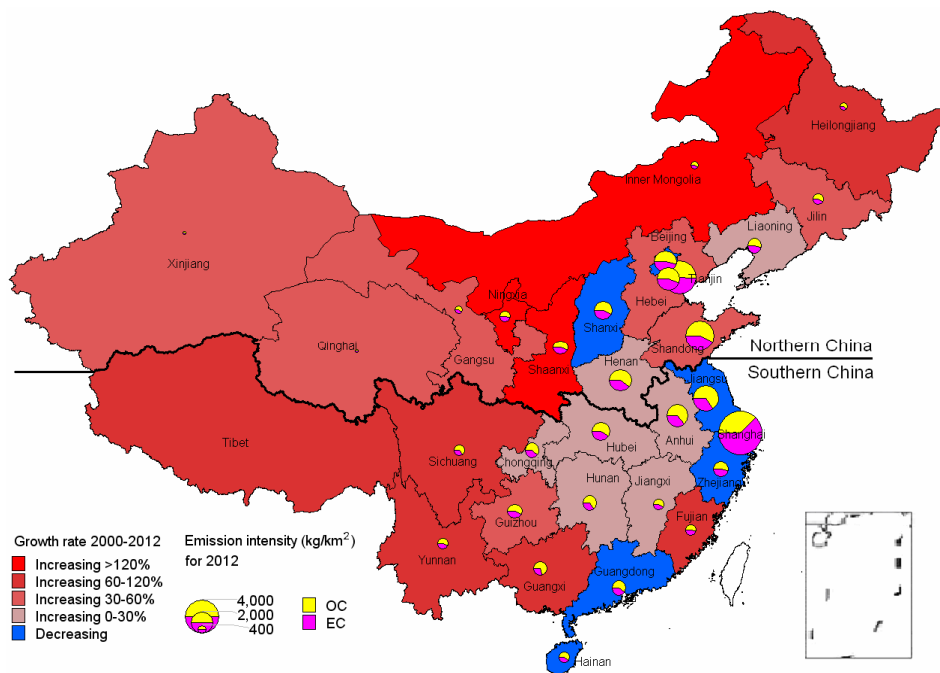 Heilongjiang
Inner Mongolia
Jilin
Liaoning
Beijing
Xinjiang
Tianjin
Ningxia
Hebei
Shanxi
Qinghai
Gangsu
Shaanxi
Shandong
Henan
Northern China
Southern China
Jiangsu
Tibet
Shanghai
Sichuang
Chongqing
Hubei
Anhui
Zhejiang
Hunan
Jiangxi
Guizhou
Fujian
Yunnan
Guangxi
Guangdong
Hainan
Growth rate 2000-2012
Increasing >120%
Increasing 60-120%
Increasing 30-60%
Increasing 0-30%
Decreasing
Emission intensity (kg/km²)
for 2012
4,000
2,000
400
OC
EC